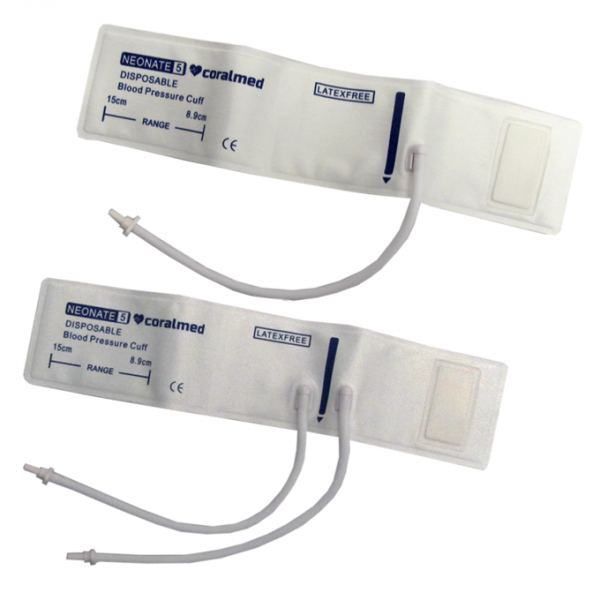 NEONATE 5 coralmed
DISPOSABLE
Blood Pressure Cuff
15cm 8.9cm
RANGE
CE
LATEXFREE
NEONATE 5 coralmed
DISPOSABLE
Blood Pressure Cuff
15cm 8.9cm
RANGE
CE
LATEXFREE